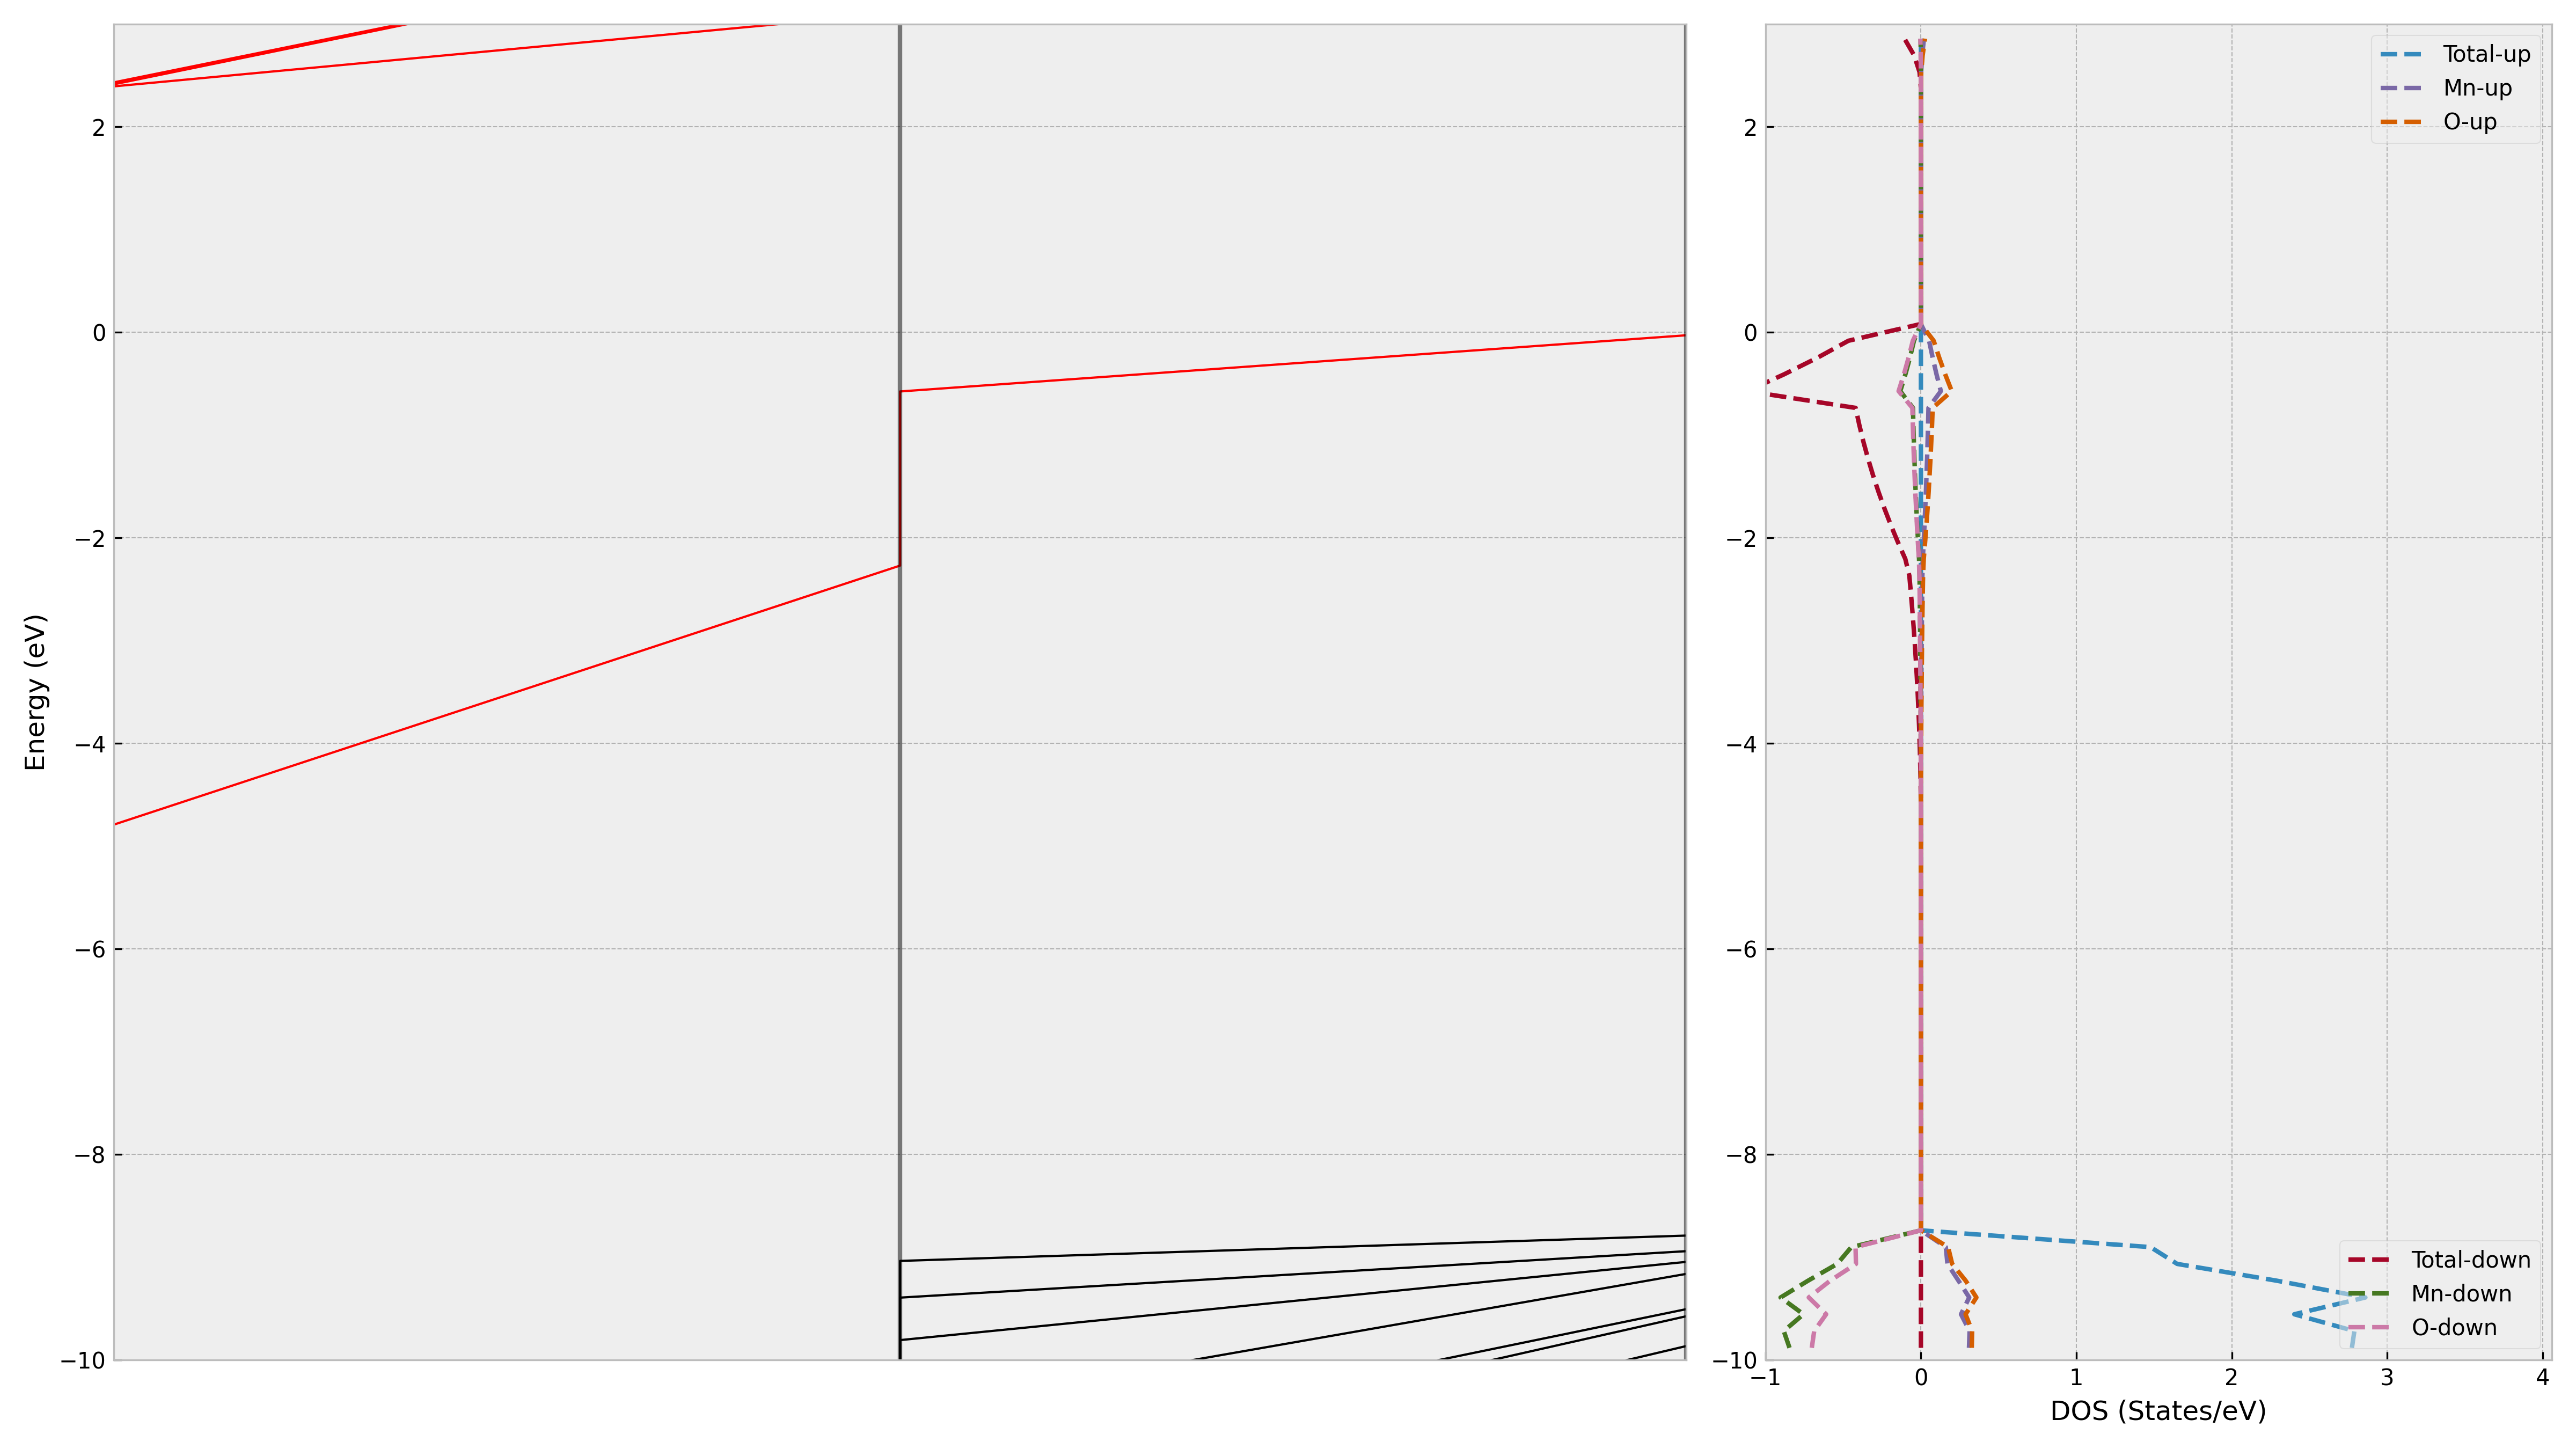 Energy (eV)
2
0
−2
−4
−6
−8
−10
2
0
−2
−4
−6
−8
−10
Total-up
Mn-up
O-up
Total-down
Mn-down
O-down
−1 0 1 2 3 4
DOS (States/eV)